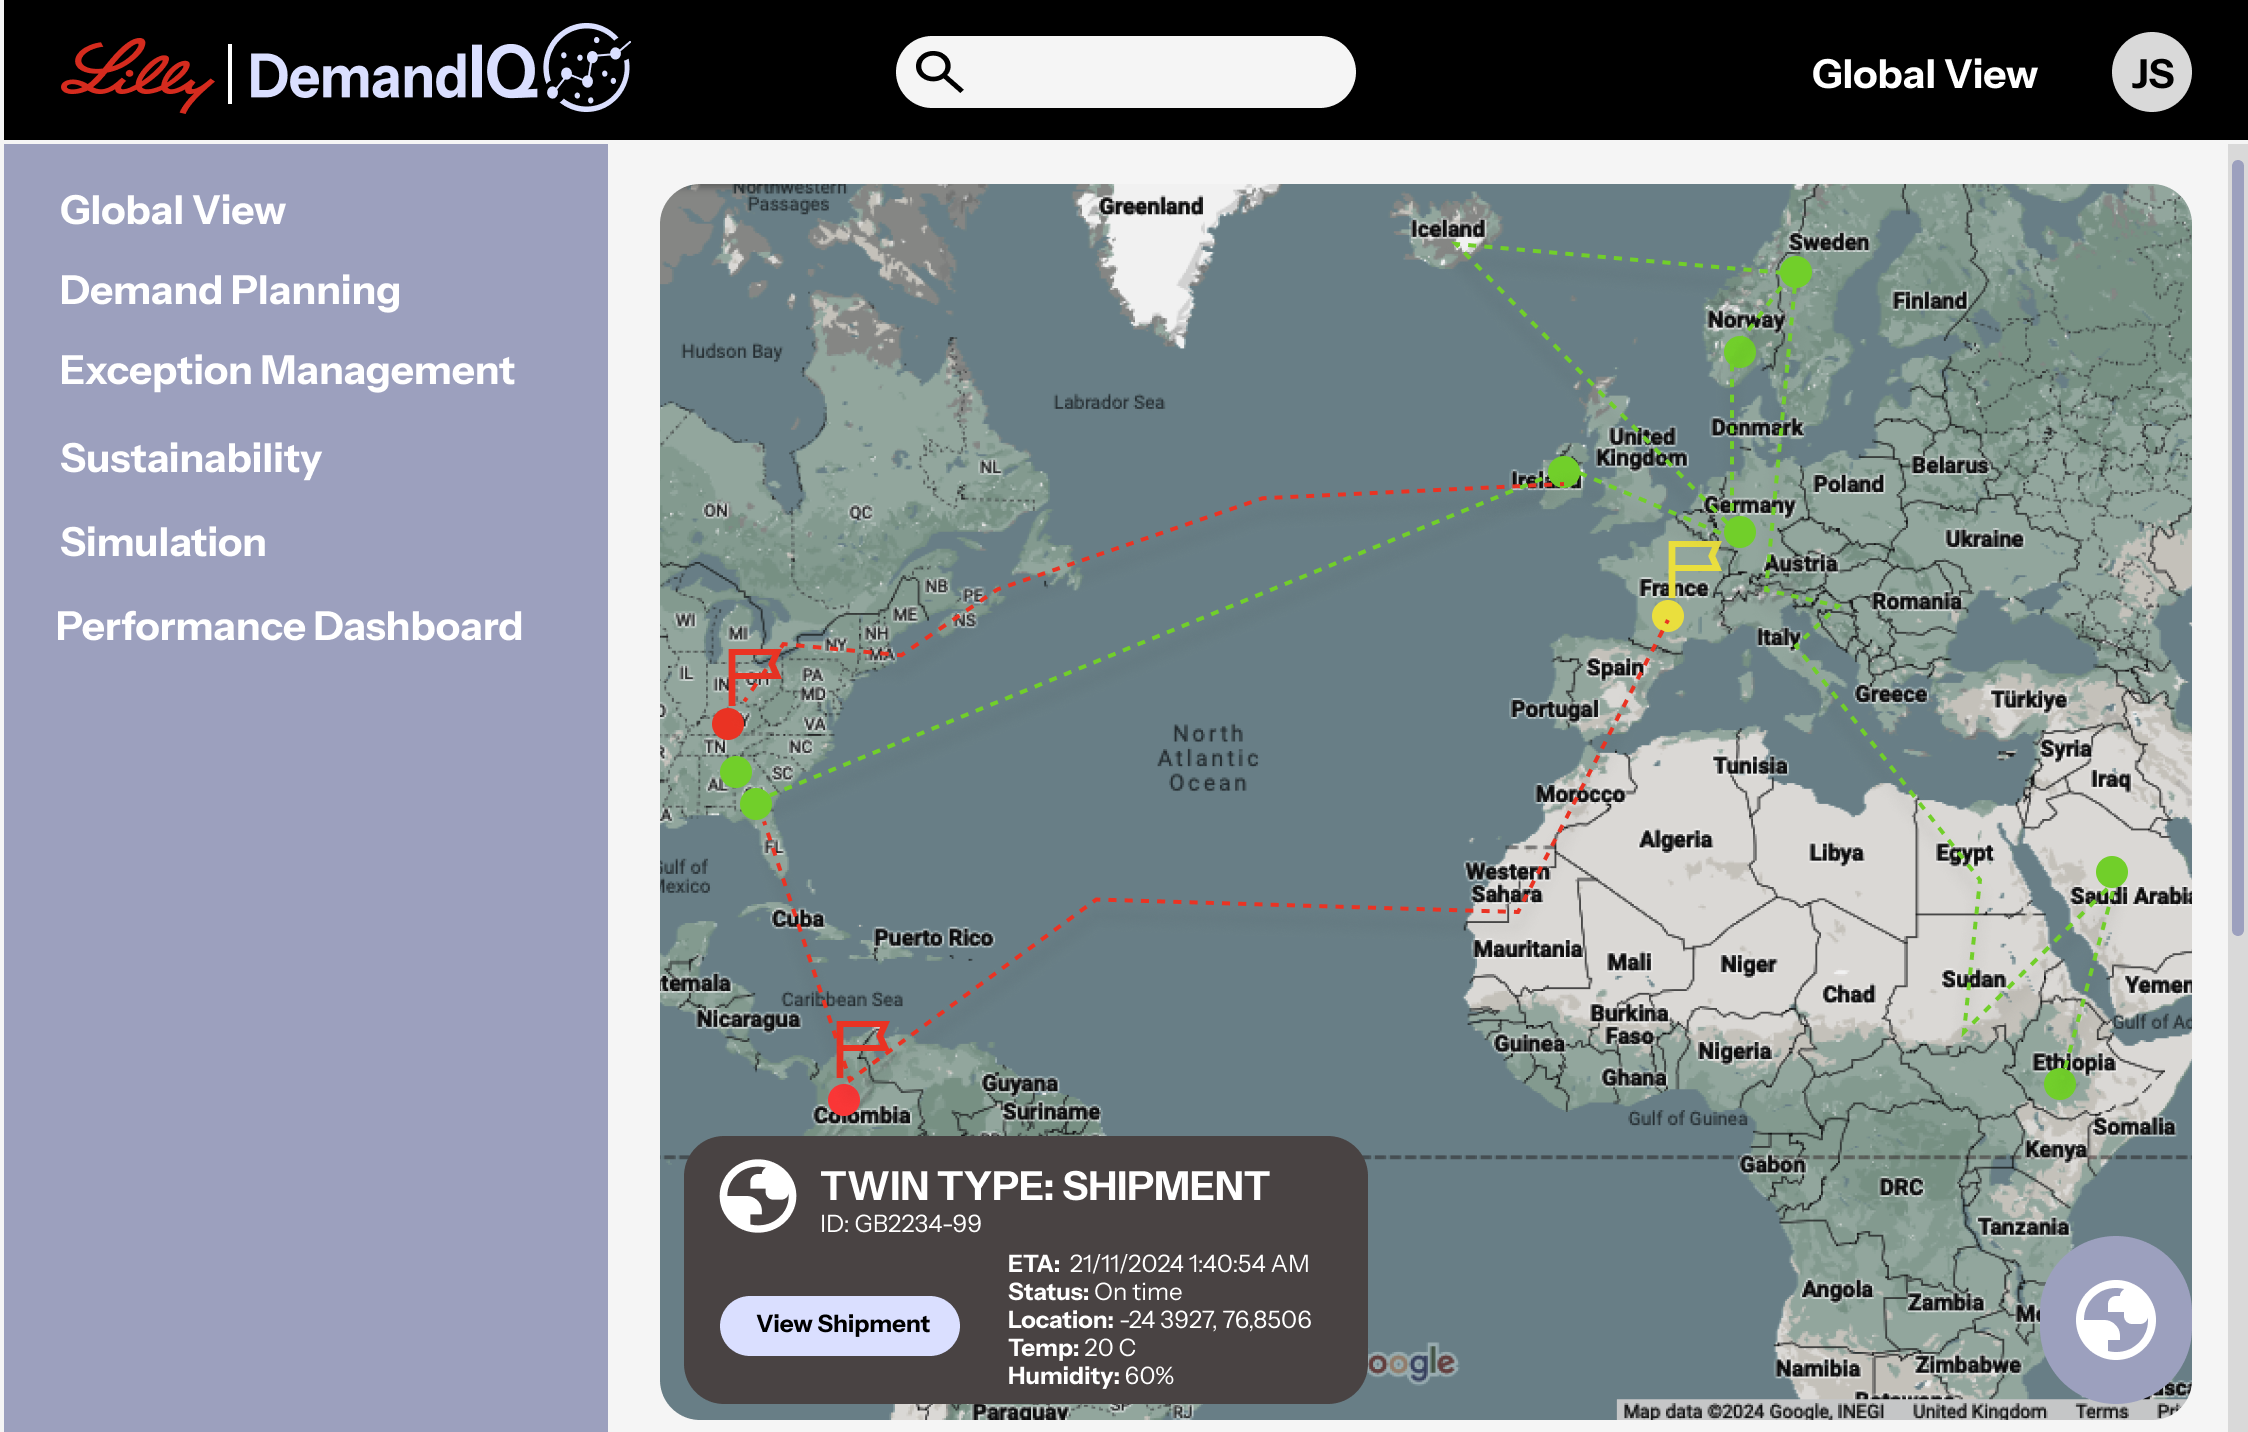 Lilly | DemandIQ
Global View
JS
Global View
Demand Planning
Exception Management
Sustainability
Simulation
Performance Dashboard
Northwestern
Passages
Greenland
Iceland
Sweden
Finland
Norway
Hudson Bay
Labrador Sea
United
Kingdom
Denmark
Belarus
NL
Ireland
Poland
Germany
ON
QC
Ukraine
Austria
France
NB
PE
Romania
ME
NS
WI
MI
NH
NY
MA
Italy
Spain
IL
IN
OH
PA
MD
Greece
Türkiye
Portugal
VA
North
Atlantic
Ocean
TN
NC
Syria
Tunisia
Iraq
SC
AL
Morocco
Algeria
FL
Libya
Egypt
Gulf of
Mexico
Western
Sahara
Saudi Arabia
Cuba
Puerto Rico
Mauritania
Mali
Niger
Sudan
Chad
Yemen
temala
Caribbean Sea
Nicaragua
Burkina
Faso
Gulf of Ad
Guinea
Nigeria
Ethiopia
Ghana
Guyana
Suriname
Colombia
Gulf of Guinea
Somalia
Kenya
Gabon
DRC
Tanzania
Angola
Zambia
Namibia
Zimbabwe
Botswana
TWIN TYPE: SHIPMENT
ID: GB2234-99
ETA: 21/11/2024 1:40:54 AM
Status: On time
Location: -24 3927, 76,8506
Temp: 20 C
Humidity: 60%
View Shipment
oogle
Paraguay
SP
RJ
Map data ©2024 Google, INEGI United Kingdom Terms Pri